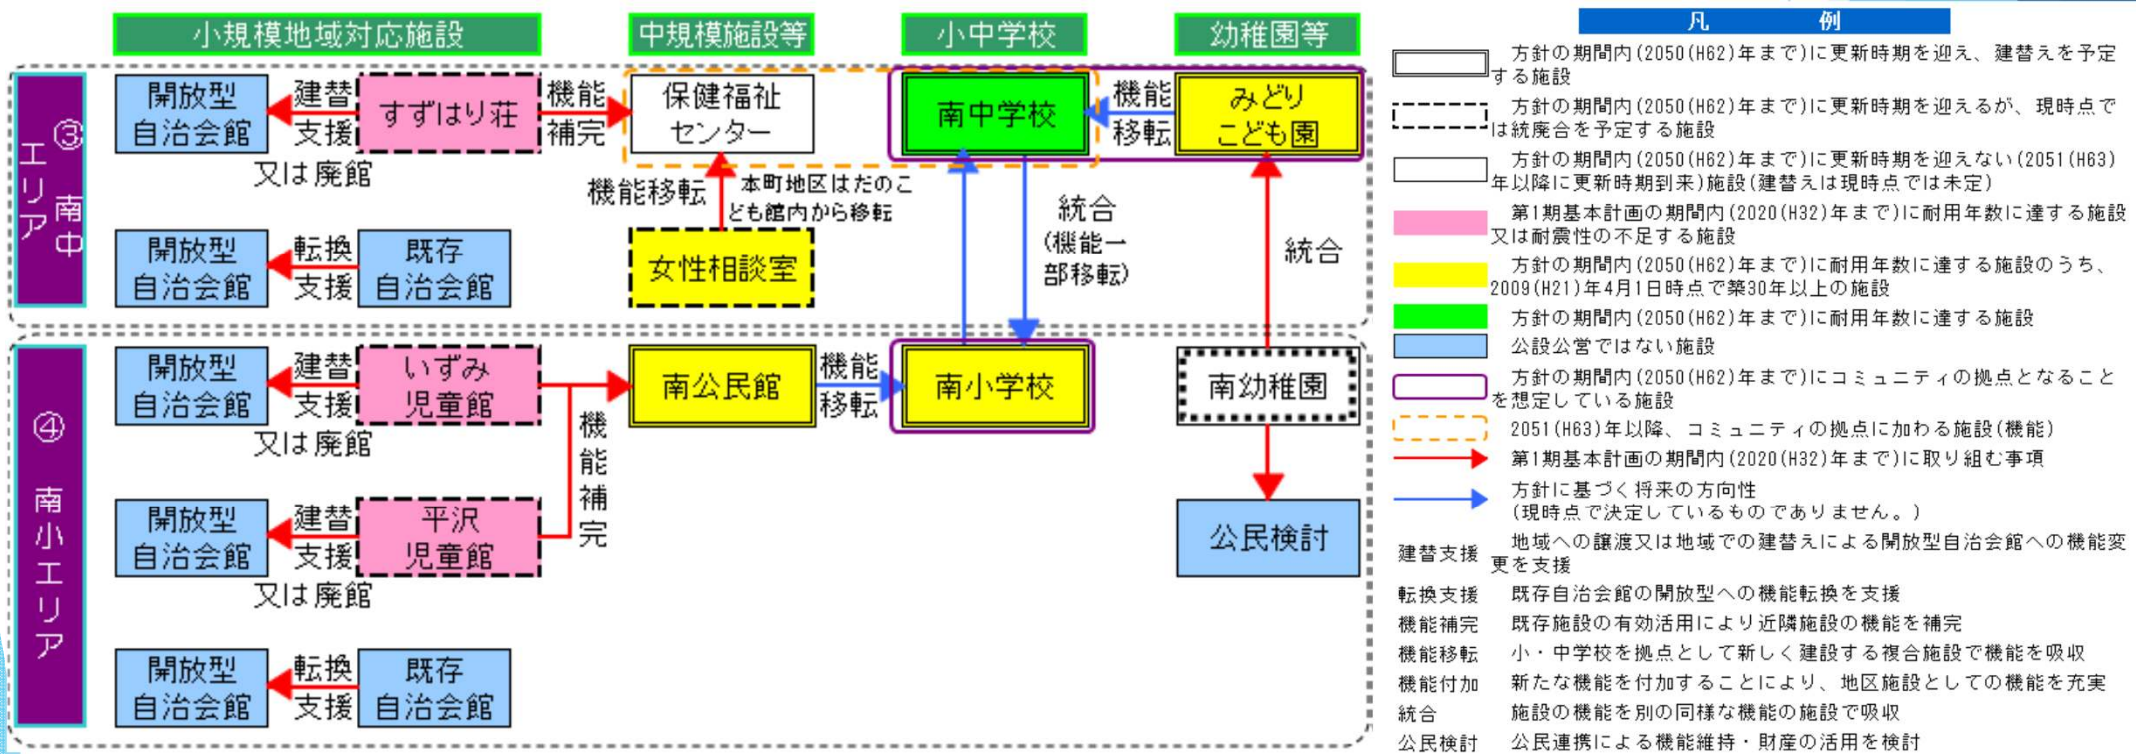 小規模地域対応施設
中規模施設等
小中学校
幼稚園等
③ 南中
エリア
開放型
自治会館
建替
支援
又は廃館
すずはり荘
機能
補完
保健福祉
センター
南中学校
機能
移転
みどり
こども園
機能移転
本町地区はだのこ
ども館内から移転
統合
(機能一
部移転)
統合
開放型
自治会館
転換
支援
既存
自治会館
女性相談室
④ 南小エリア
開放型
自治会館
建替
支援
又は廃館
いずみ
児童館
機能補完
南公民館
機能
移転
南小学校
南幼稚園
開放型
自治会館
建替
支援
又は廃館
平沢
児童館
公民検討
開放型
自治会館
転換
支援
既存
自治会館
凡 例
方針の期間内(2050(H62)年まで)に更新時期を迎え、建替えを予定
する施設
方針の期間内(2050(H62)年まで)に更新時期を迎えるが、現時点で
は統廃合を予定する施設
方針の期間内(2050(H62)年まで)に更新時期を迎えない(2051(H63)
年以降に更新時期到来)施設(建替えは現時点では未定)
第1期基本計画の期間内(2020(H32)年まで)に耐用年数に達する施設
又は耐震性の不足する施設
方針の期間内(2050(H62)年まで)に耐用年数に達する施設のうち、
2009(H21)年4月1日時点で築30年以上の施設
方針の期間内(2050(H62)年まで)に耐用年数に達する施設
公設公営ではない施設
方針の期間内(2050(H62)年まで)にコミュニティの拠点となること
を想定している施設
2051(H63)年以降、コミュニティの拠点に加わる施設(機能)
第1期基本計画の期間内(2020(H32)年まで)に取り組む事項
方針に基づく将来の方向性
(現時点で決定しているものでありません。)
建替支援 地域への譲渡又は地域での建替えによる開放型自治会館への機能変
更を支援
転換支援 既存自治会館の開放型への機能転換を支援
機能補完 既存施設の有効活用により近隣施設の機能を補完
機能移転 小・中学校を拠点として新しく建設する複合施設で機能を吸収
機能付加 新たな機能を付加することにより、地区施設としての機能を充実
統合 施設の機能を別の同様な機能の施設で吸収
公民検討 公民連携による機能維持・財産の活用を検討